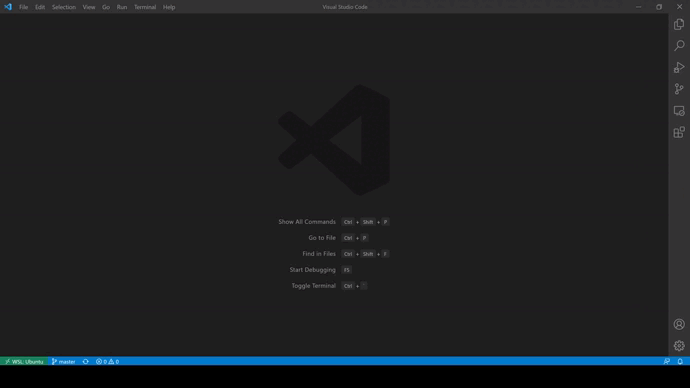 File Edit Selection View Go Run Terminal Help
Visual Studio Code
Show All Commands Ctrl + Shift + P
Go to File Ctrl + P
Find in Files Ctrl + Shift + F
Start Debugging F5
Toggle Terminal Ctrl + `
WSL: Ubuntu master 0 0